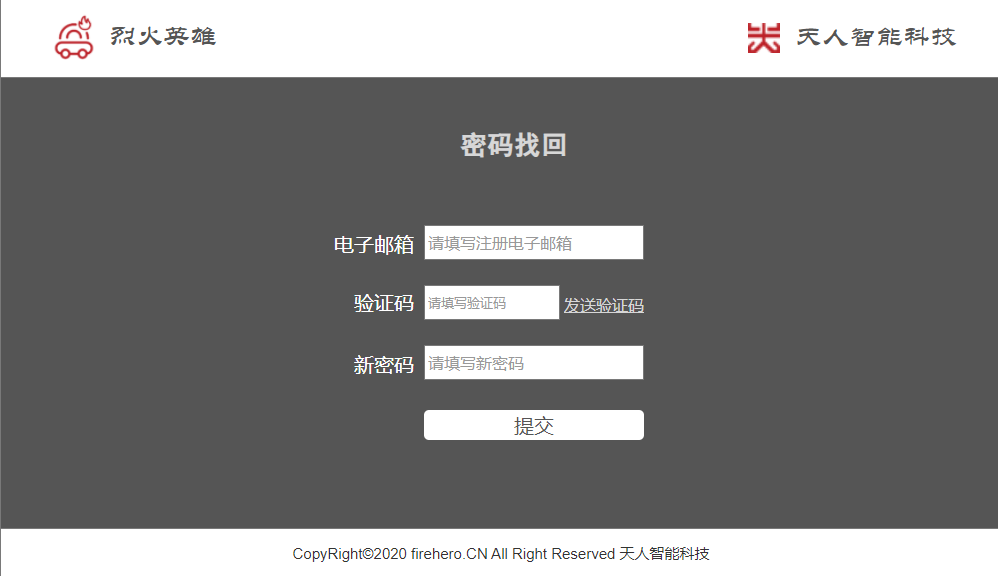 烈火英雄
天人智能科技
密码找回
电子邮箱 请填写注册电子邮箱
验证码 请填写验证码 发送验证码
新密码 请填写新密码
提交
CopyRight©2020 firehero.CN All Right Reserved 天人智能科技